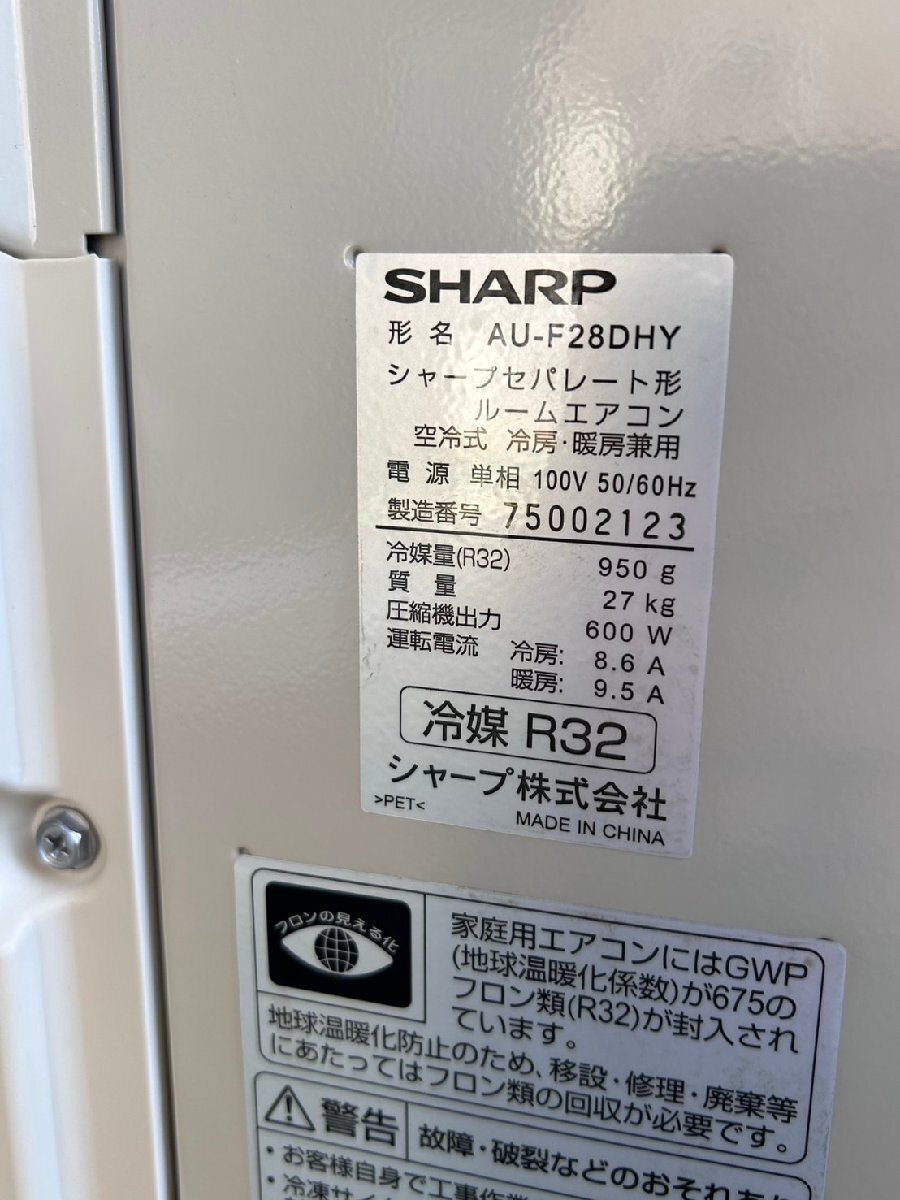 SHARP
形名 AU-F28DHY
シャープセパレート形
ルームエアコン
空冷式 冷房・暖房兼用
電源 単相 100V 50/60Hz
製造番号 75002123
冷媒量(R32) 950 g
質量 27 kg
圧縮機出力 600 W
運転電流 冷房: 8.6 A
暖房: 9.5 A
冷媒 R32
シャープ株式会社
>PET< MADE IN CHINA
フロンの見える化
家庭用エアコンにはGWP
(地球温暖化係数)が675の
フロン類(R32)が封入され
ています。
地球温暖化防止のため、移設・修理・廃棄等
にあたってはフロン類の回収が必要です。
警告 故障・破裂などのおそれ
・お客様自身で工事作業
・冷凍サイ